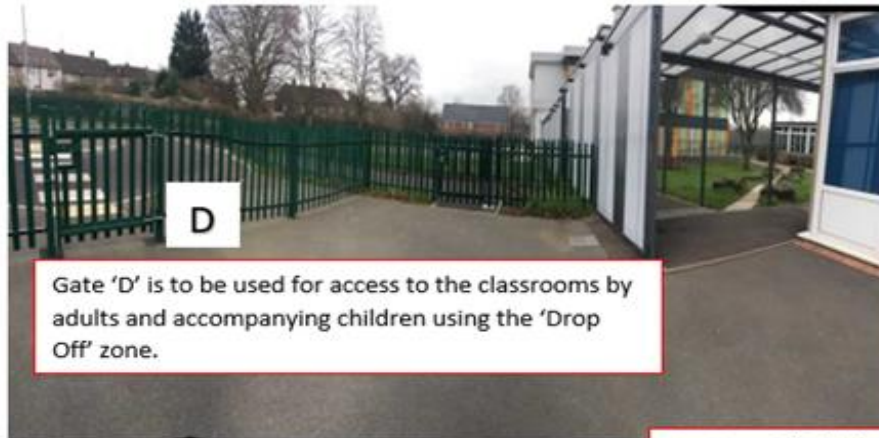 D
Gate ‘D’ is to be used for access to the classrooms by
adults and accompanying children using the ‘Drop
Off’ zone.